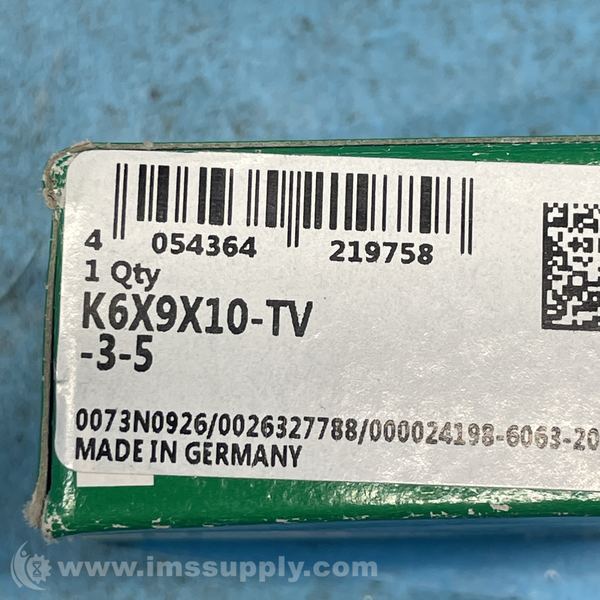 4 054364 219758
1 Qty
K6X9X10-TV
-3-5
0073N0926/0026327788/000024198-6063-20
MADE IN GERMANY
www.imssupply.com